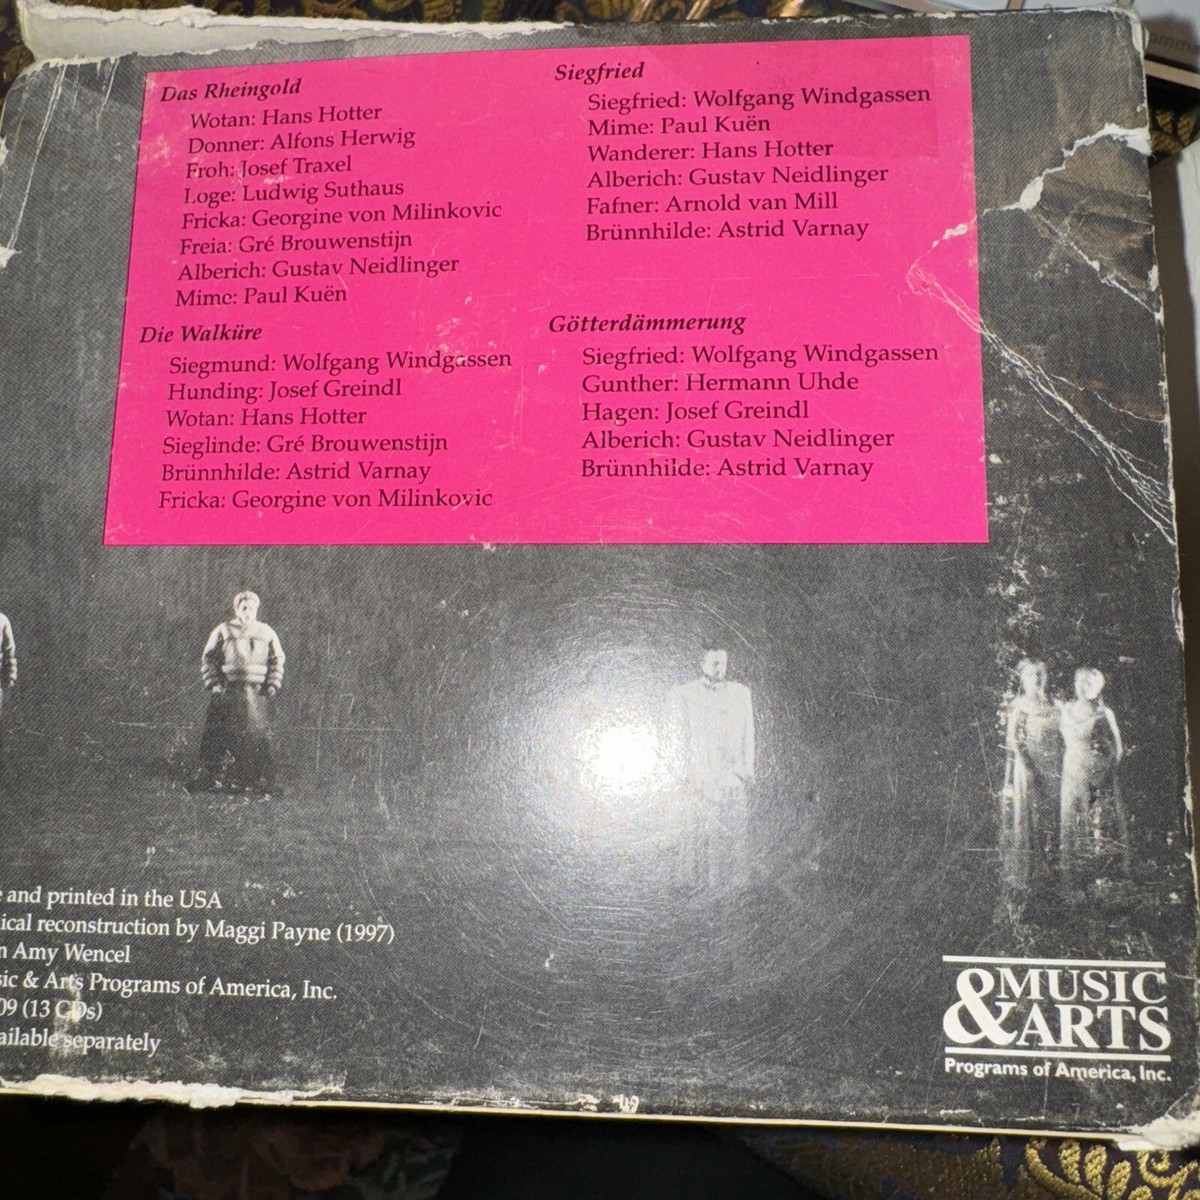 Das Rheingold
Wotan: Hans Hotter
Donner: Alfons Herwig
Froh: Josef Traxel
Loge: Ludwig Suthaus
Fricka: Georgine von Milinkovic
Freia: Gré Brouwenstijn
Alberich: Gustav Neidlinger
Mime: Paul Kuën
Die Walküre
Siegmund: Wolfgang Windgassen
Hunding: Josef Greindl
Wotan: Hans Hotter
Sieglinde: Gré Brouwenstijn
Brünnhilde: Astrid Varnay
Fricka: Georgine von Milinkovic
Siegfried
Siegfried: Wolfgang Windgassen
Mime: Paul Kuën
Wanderer: Hans Hotter
Alberich: Gustav Neidlinger
Fafner: Arnold van Mill
Brünnhilde: Astrid Varnay
Götterdämmerung
Siegfried: Wolfgang Windgassen
Gunther: Hermann Uhde
Hagen: Josef Greindl
Alberich: Gustav Neidlinger
Brünnhilde: Astrid Varnay
and printed in the USA
ical reconstruction by Maggi Payne (1997)
Amy Wencel
sic & Arts Programs of America, Inc.
09 (13 CDs)
ailable separately
MUSIC
& ARTS
Programs of America, Inc.